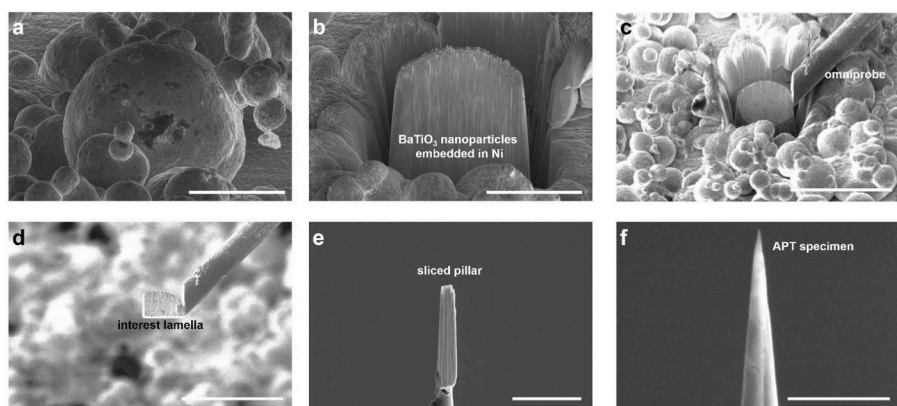 a
b
c
omniprobe
BaTiO₃ nanoparticles
embedded in Ni
d
interest lamella
e
sliced pillar
f
APT specimen